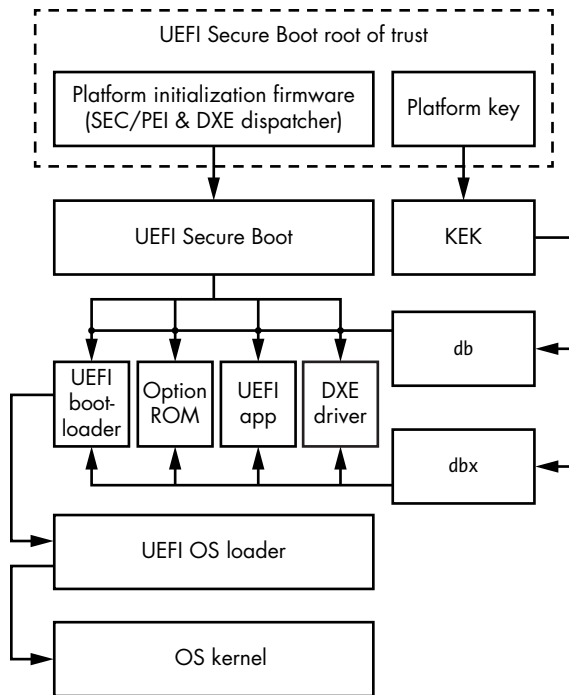 UEFI Secure Boot root of trust
Platform initialization firmware
(SEC/PEI & DXE dispatcher)
Platform key
UEFI Secure Boot
KEK
db
UEFI
boot-
loader
Option
ROM
UEFI
app
DXE
driver
dbx
UEFI OS loader
OS kernel